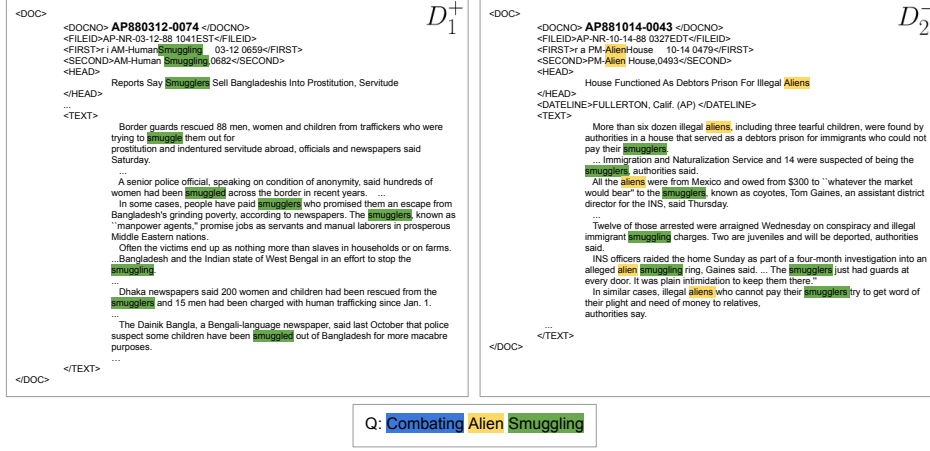 <DOC>
D₁⁺
<DOCNO> AP880312-0074 </DOCNO>
<FILEID>AP-NR-03-12-88 1041EST</FILEID>
<FIRST>r i AM-HumanSmuggling 03-12 0659</FIRST>
<SECOND>AM-Human Smuggling,0682</SECOND>
<HEAD>
Reports Say Smugglers Sell Bangladeshis Into Prostitution, Servitude
</HEAD>
...
<TEXT>
Border guards rescued 88 men, women and children from traffickers who were
trying to smuggle them out for
prostitution and indentured servitude abroad, officials and newspapers said
Saturday.
...
A senior police official, speaking on condition of anonymity, said hundreds of
women had been smuggled across the border in recent years. ...
In some cases, people have paid smugglers who promised them an escape from
Bangladesh's grinding poverty, according to newspapers. The smugglers, known as
``manpower agents,'' promise jobs as servants and manual laborers in prosperous
Middle Eastern nations.
Often the victims end up as nothing more than slaves in households or on farms.
...Bangladesh and the Indian state of West Bengal in an effort to stop the
smuggling.
...
Dhaka newspapers said 200 women and children had been rescued from the
smugglers and 15 men had been charged with human trafficking since Jan. 1.
...
The Dainik Bangla, a Bengali-language newspaper, said last October that police
suspect some children have been smuggled out of Bangladesh for more macabre
purposes.
...
</TEXT>
</DOC>
<DOC>
D₂⁻
<DOCNO> AP881014-0043 </DOCNO>
<FILEID>AP-NR-10-14-88 0327EDT</FILEID>
<FIRST>r a PM-AlienHouse 10-14 0479</FIRST>
<SECOND>PM-Alien House,0493</SECOND>
<HEAD>
House Functioned As Debtors Prison For Illegal Aliens
</HEAD>
<DATELINE>FULLERTON, Calif. (AP) </DATELINE>
<TEXT>
More than six dozen illegal aliens, including three tearful children, were found by
authorities in a house that served as a debtors prison for immigrants who could not
pay their smugglers.
... Immigration and Naturalization Service and 14 were suspected of being the
smugglers, authorities said.
All the aliens were from Mexico and owed from $300 to ``whatever the market
would bear'' to the smugglers, known as coyotes, Tom Gaines, an assistant district
director for the INS, said Thursday.
...
Twelve of those arrested were arraigned Wednesday on conspiracy and illegal
immigrant smuggling charges. Two are juveniles and will be deported, authorities
said.
INS officers raided the home Sunday as part of a four-month investigation into an
alleged alien smuggling ring, Gaines said. ... The smugglers just had guards at
every door. It was plain intimidation to keep them there.''
In similar cases, illegal aliens who cannot pay their smugglers try to get word of
their plight and need of money to relatives,
authorities say.
...
</TEXT>
</DOC>
Q: Combating Alien Smuggling